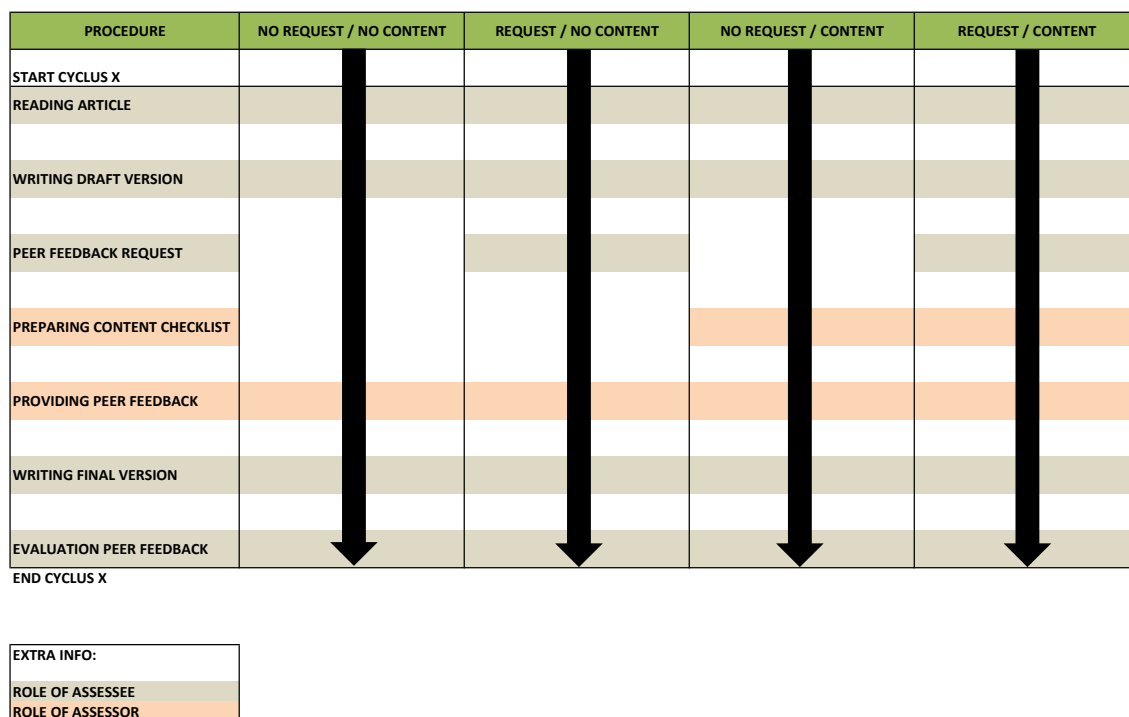 PROCEDURE NO REQUEST / NO CONTENT REQUEST / NO CONTENT NO REQUEST / CONTENT REQUEST / CONTENT
START CYCLUS X
READING ARTICLE
WRITING DRAFT VERSION
PEER FEEDBACK REQUEST
PREPARING CONTENT CHECKLIST
PROVIDING PEER FEEDBACK
WRITING FINAL VERSION
EVALUATION PEER FEEDBACK
END CYCLUS X
EXTRA INFO:
ROLE OF ASSESSEE
ROLE OF ASSESSOR